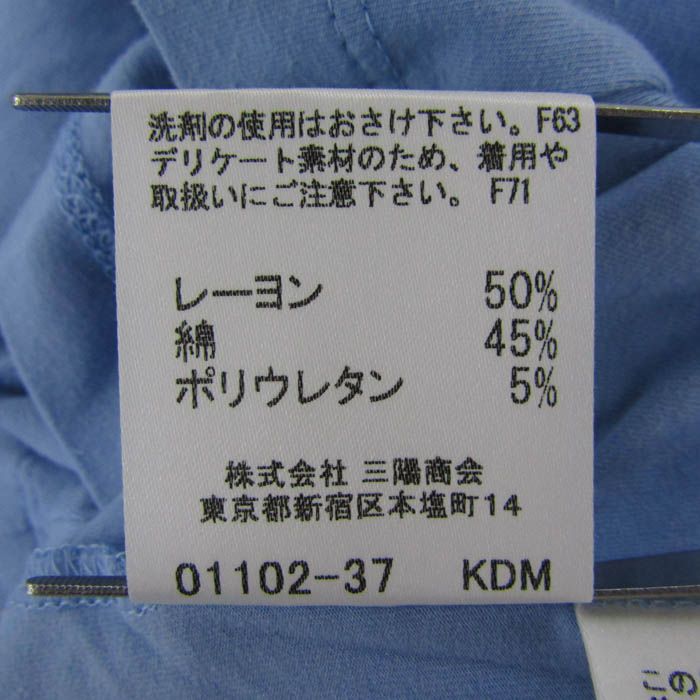 洗剤の使用はおさけ下さい。F63
デリケート素材のため、着用や
取扱いにご注意下さい。 F71
レーヨン 50%
綿 45%
ポリウレタン 5%
株式会社 三陽商会
東京都新宿区本塩町14
01102-37 KDM
この